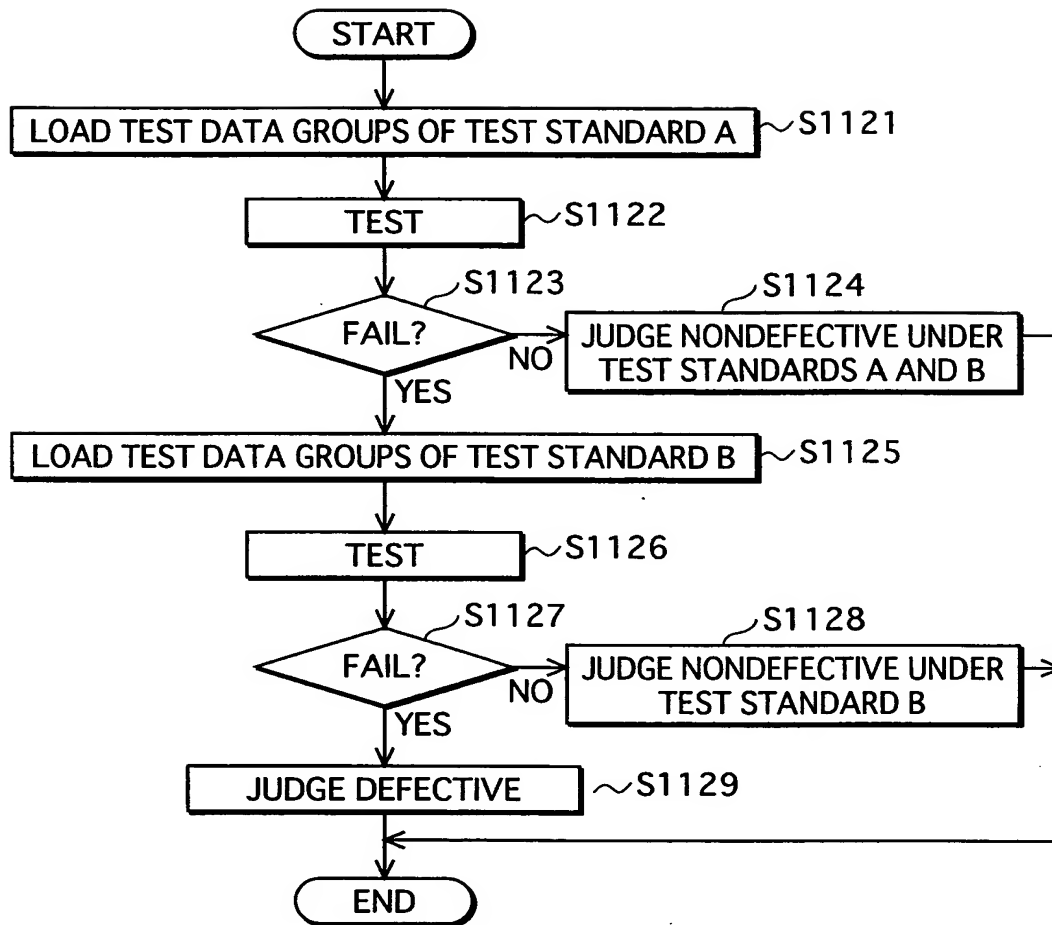 START
LOAD TEST DATA GROUPS OF TEST STANDARD A
S1121
TEST
S1122
S1123
FAIL?
NO
YES
S1124
JUDGE NONDEFECTIVE UNDER
TEST STANDARDS A AND B
LOAD TEST DATA GROUPS OF TEST STANDARD B
S1125
TEST
S1126
S1127
FAIL?
NO
YES
S1128
JUDGE NONDEFECTIVE UNDER
TEST STANDARD B
JUDGE DEFECTIVE
S1129
END